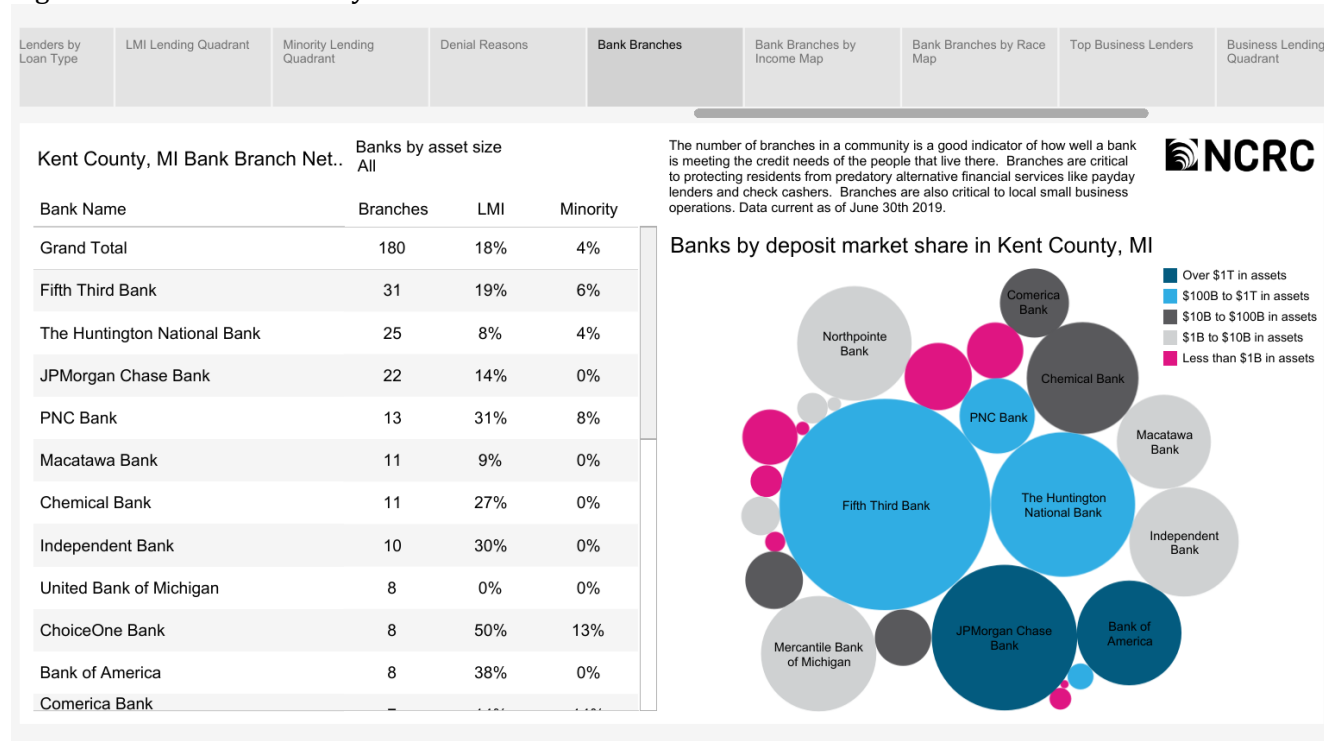 Lenders by
Loan Type
LMI Lending Quadrant
Minority Lending
Quadrant
Denial Reasons
Bank Branches
Bank Branches by
Income Map
Bank Branches by Race
Map
Top Business Lenders
Business Lending
Quadrant
Kent County, MI Bank Branch Net..
Banks by asset size
All
Bank Name Branches LMI Minority
Grand Total 180 18% 4%
Fifth Third Bank 31 19% 6%
The Huntington National Bank 25 8% 4%
JPMorgan Chase Bank 22 14% 0%
PNC Bank 13 31% 8%
Macatawa Bank 11 9% 0%
Chemical Bank 11 27% 0%
Independent Bank 10 30% 0%
United Bank of Michigan 8 0% 0%
ChoiceOne Bank 8 50% 13%
Bank of America 8 38% 0%
Comerica Bank
The number of branches in a community is a good indicator of how well a bank
is meeting the credit needs of the people that live there. Branches are critical
to protecting residents from predatory alternative financial services like payday
lenders and check cashers. Branches are also critical to local small business
operations. Data current as of June 30th 2019.
NCRC
Banks by deposit market share in Kent County, MI
Over $1T in assets
$100B to $1T in assets
$10B to $100B in assets
$1B to $10B in assets
Less than $1B in assets
Comerica
Bank
Northpointe
Bank
Chemical Bank
PNC Bank
Macatawa
Bank
Fifth Third Bank
The Huntington
National Bank
Independent
Bank
JPMorgan Chase
Bank
Bank of
America
Mercantile Bank
of Michigan